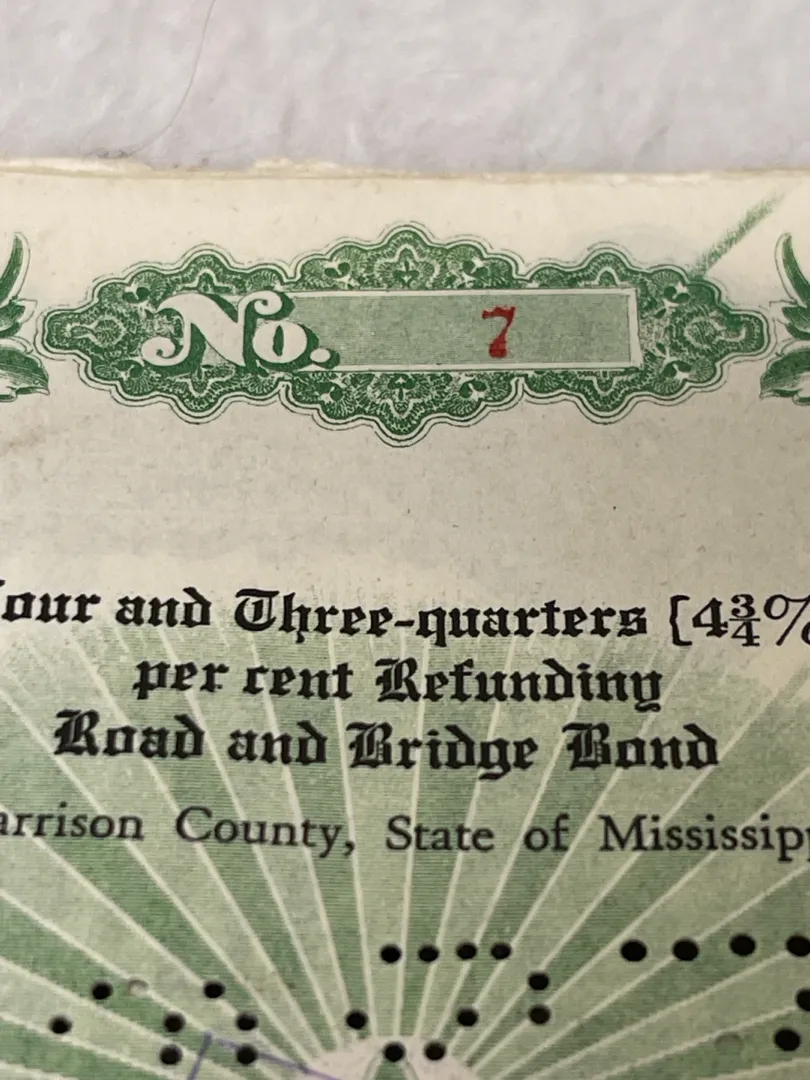 No. 7
our and Three-quarters [4¾%
per cent Refunding
Road and Bridge Bond
arrison County, State of Mississipp